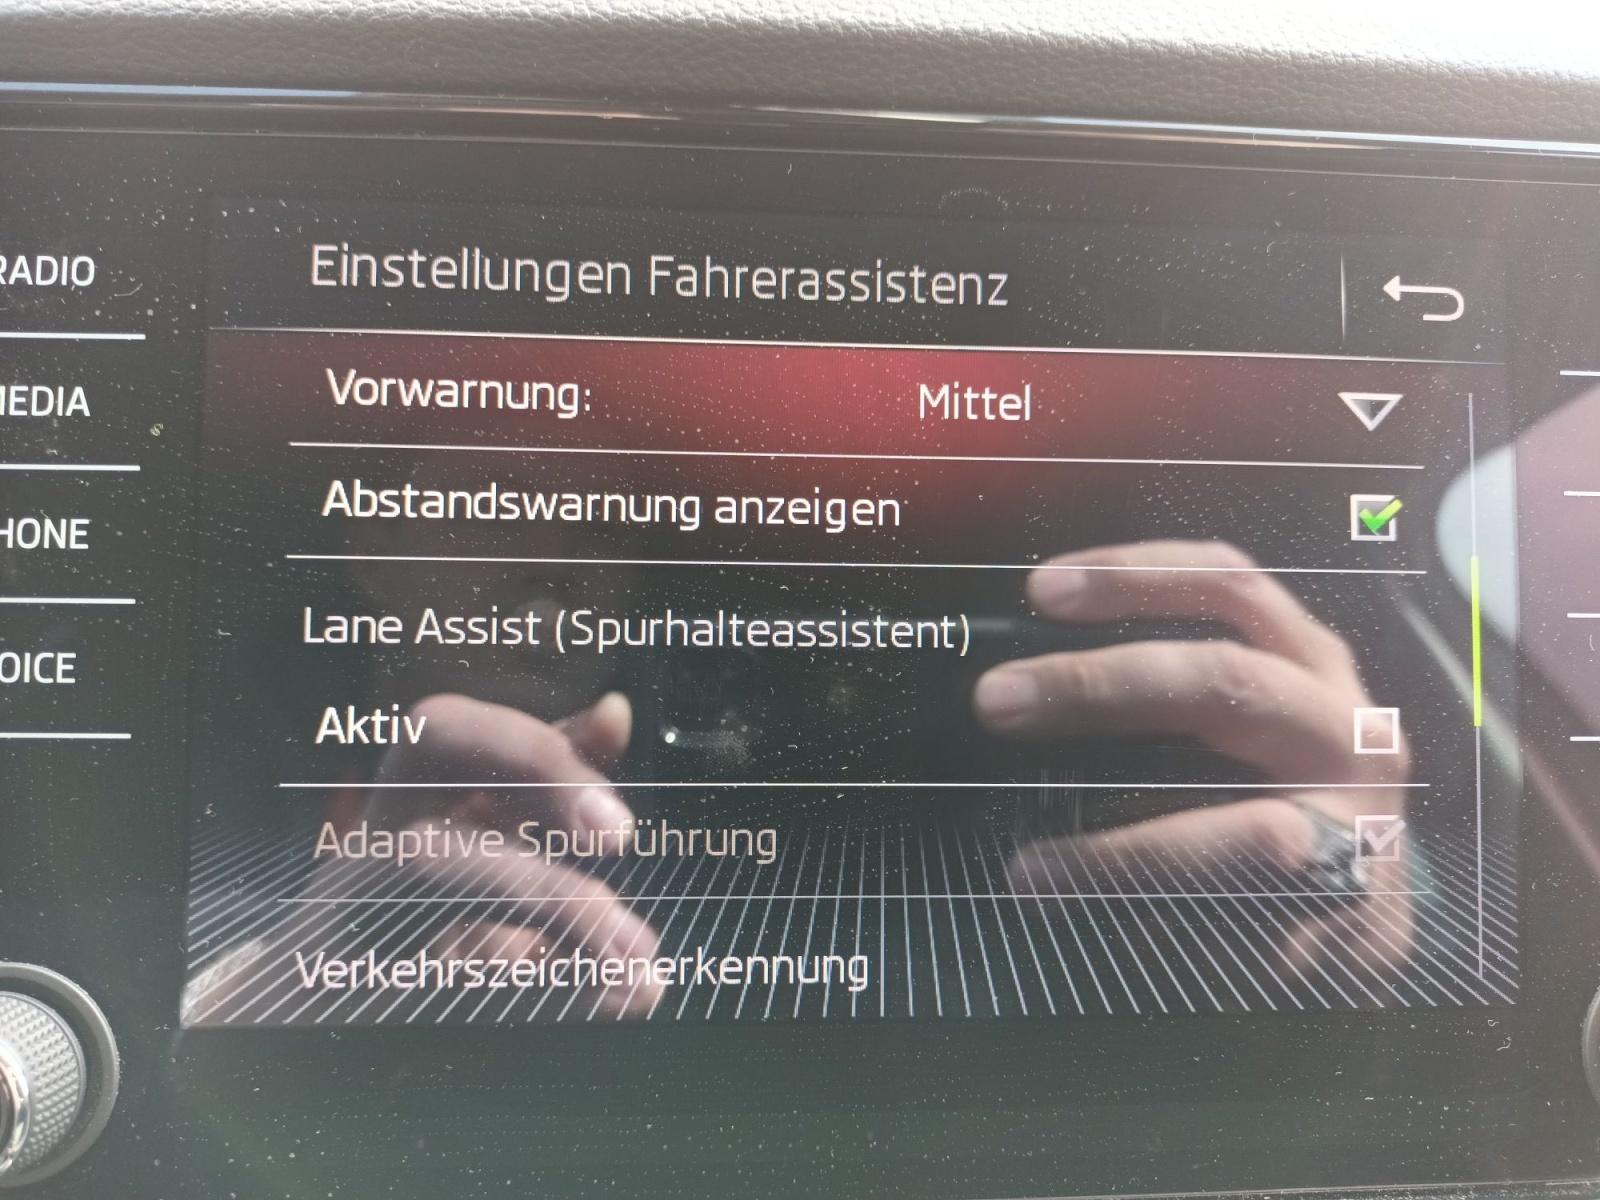 Einstellungen Fahrerassistenz
RADIO
Vorwarnung: Mittel
MEDIA
Abstandswarnung anzeigen
HONE
Lane Assist (Spurhalteassistent)
OICE
Aktiv
Adaptive Spurführung
Verkehrszeichenerkennung